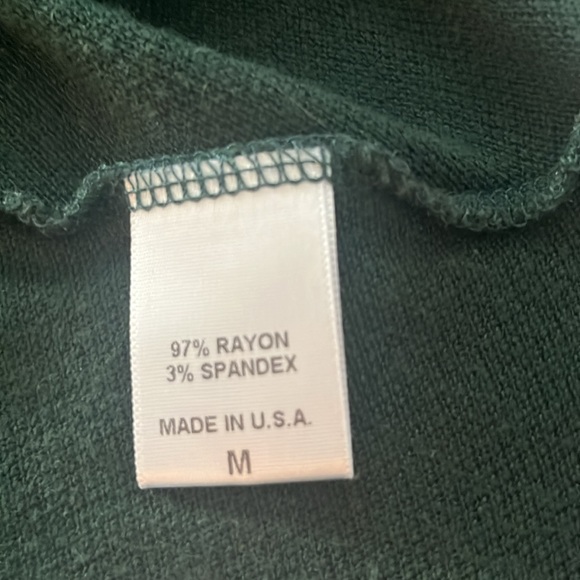 97% RAYON
3% SPANDEX
MADE IN U.S.A.
M